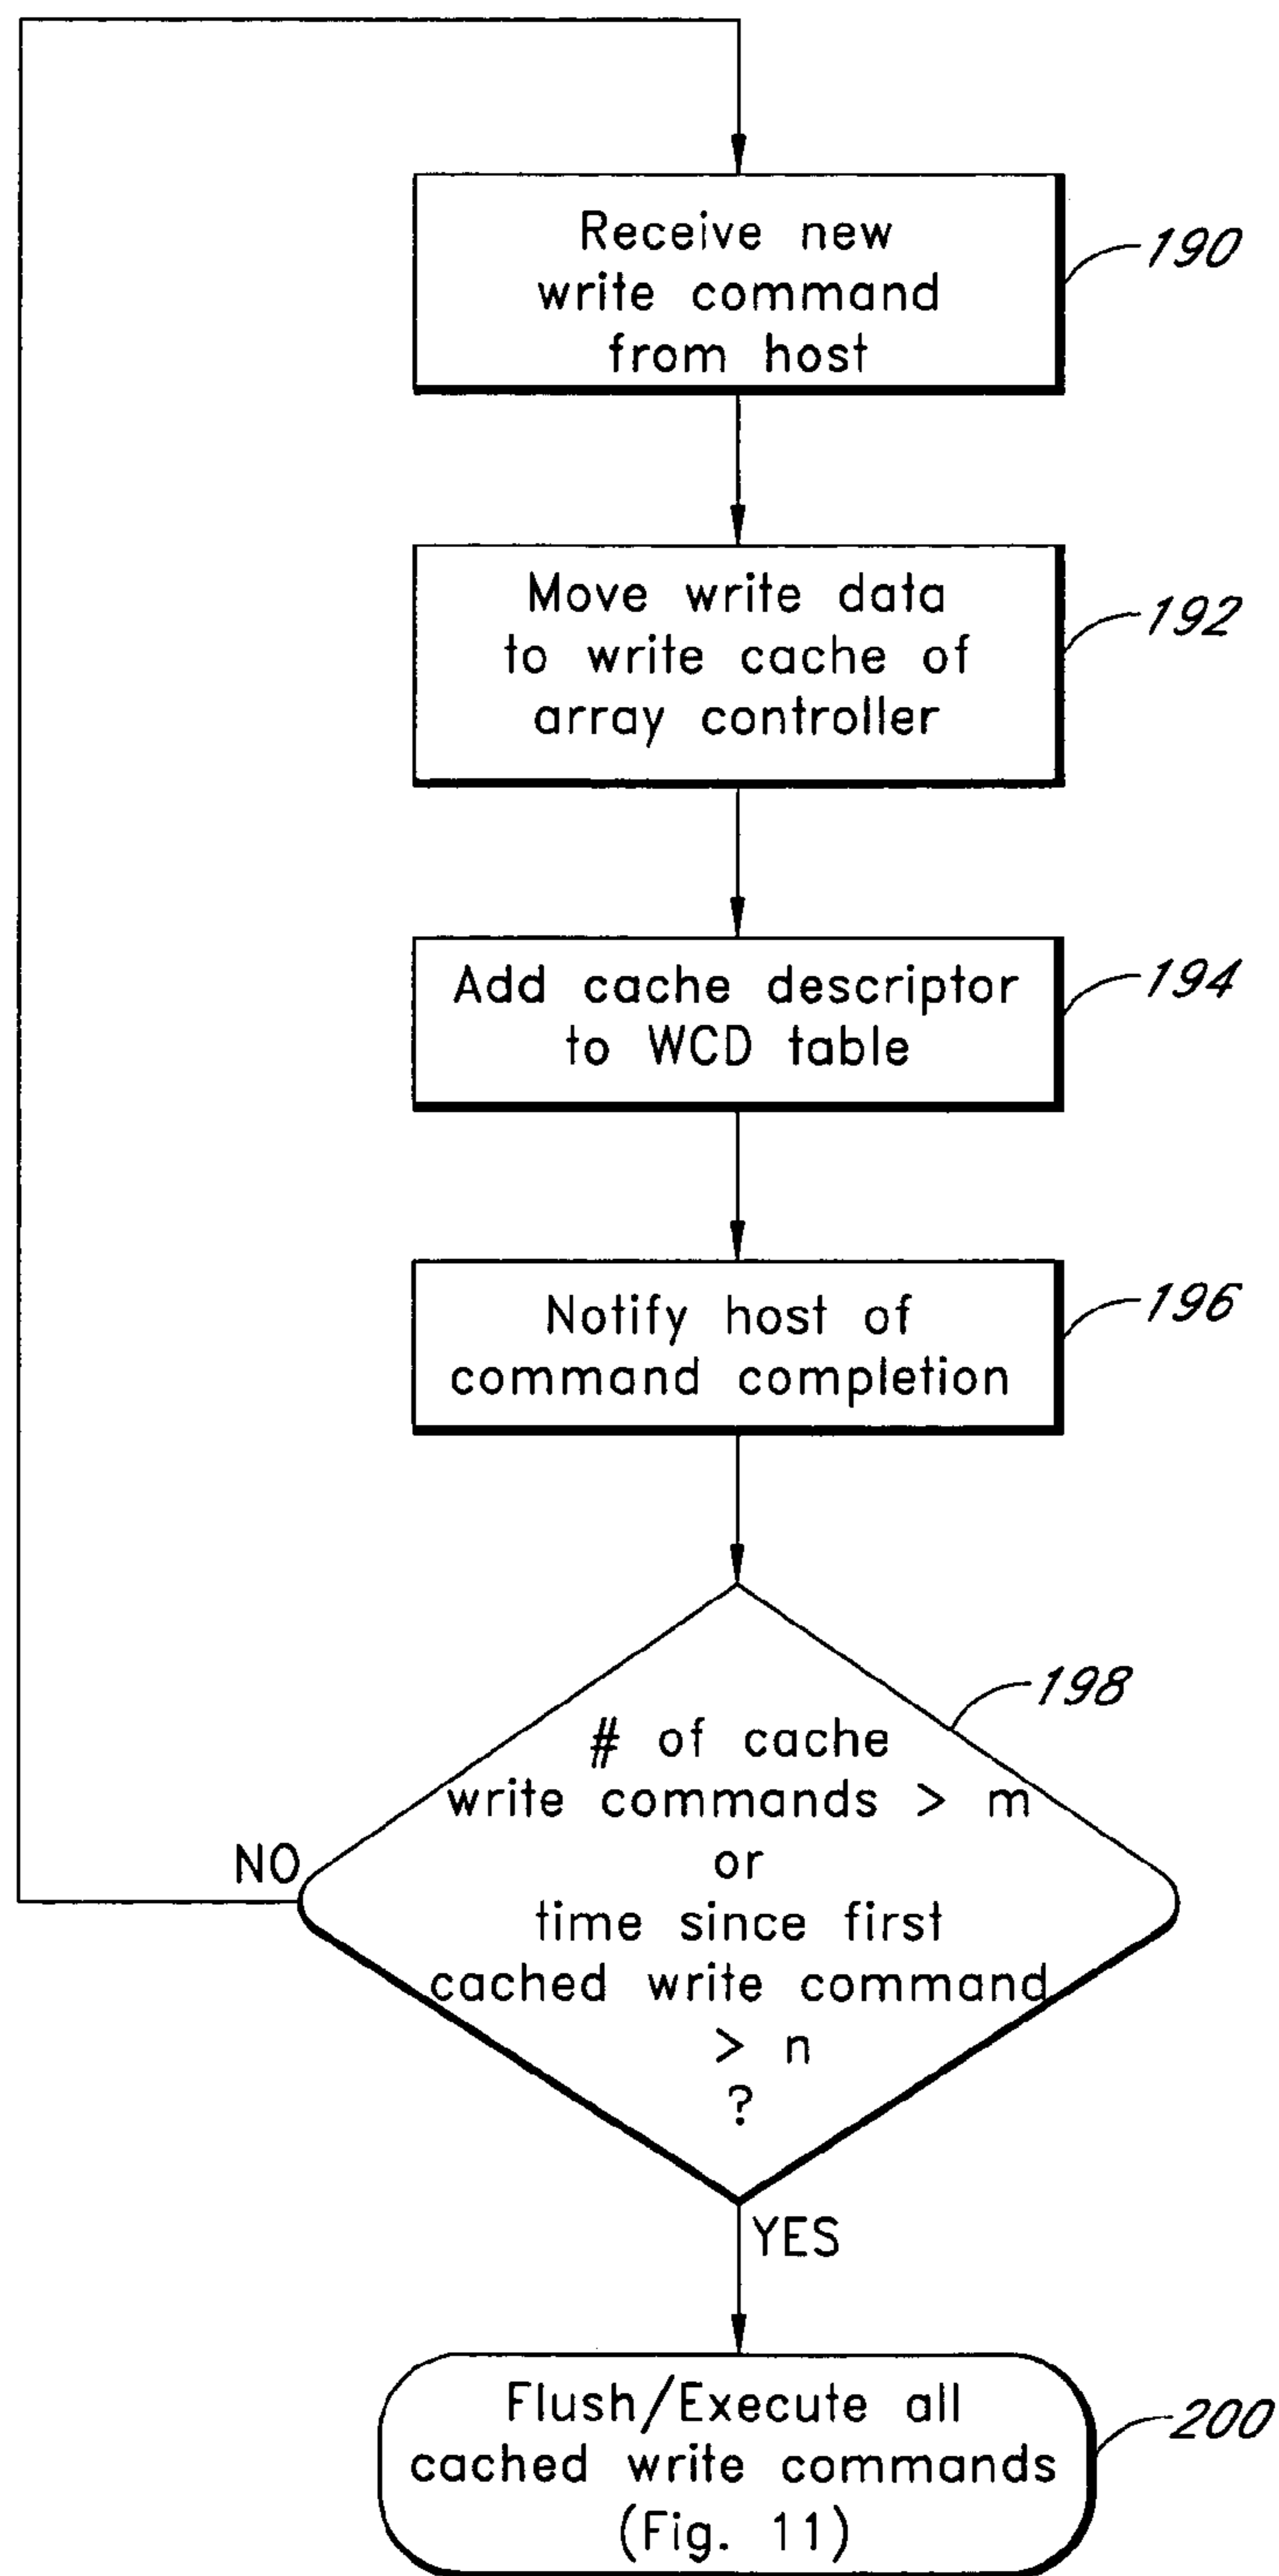 Receive new
write command
from host
190
Move write data
to write cache of
array controller
192
Add cache descriptor
to WCD table
194
Notify host of
command completion
196
198
# of cache
write commands > m
or
time since first
cached write command
> n
?
NO
YES
Flush/Execute all
cached write commands
(Fig. 11)
200